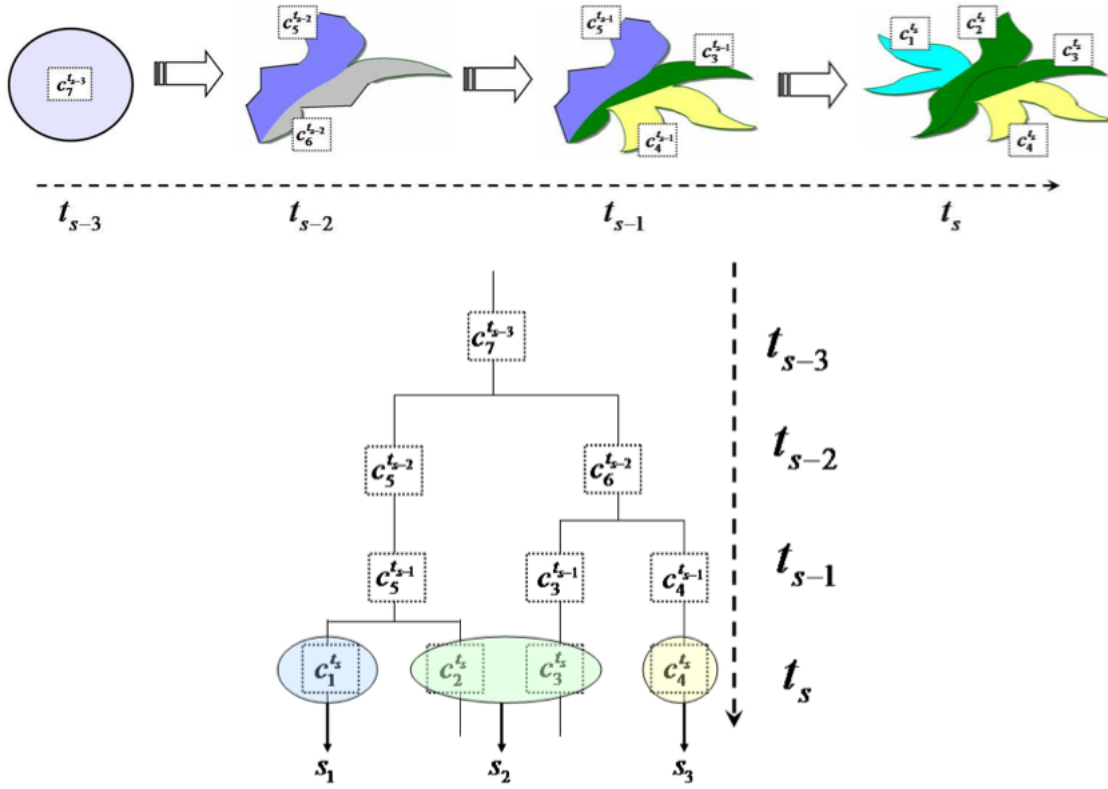 c_7^{t_{s-3}}
c_5^{t_{s-2}}
c_6^{t_{s-2}}
c_5^{t_{s-1}}
c_3^{t_{s-1}}
c_4^{t_{s-1}}
c_1^{t_s}
c_2^{t_s}
c_3^{t_s}
c_4^{t_s}
t_{s-3} t_{s-2} t_{s-1} t_s
c_7^{t_{s-3}} t_{s-3}
c_5^{t_{s-2}} c_6^{t_{s-2}} t_{s-2}
c_5^{t_{s-1}} c_3^{t_{s-1}} c_4^{t_{s-1}} t_{s-1}
c_1^{t_s} c_2^{t_s} c_3^{t_s} c_4^{t_s} t_s
s_1 s_2 s_3